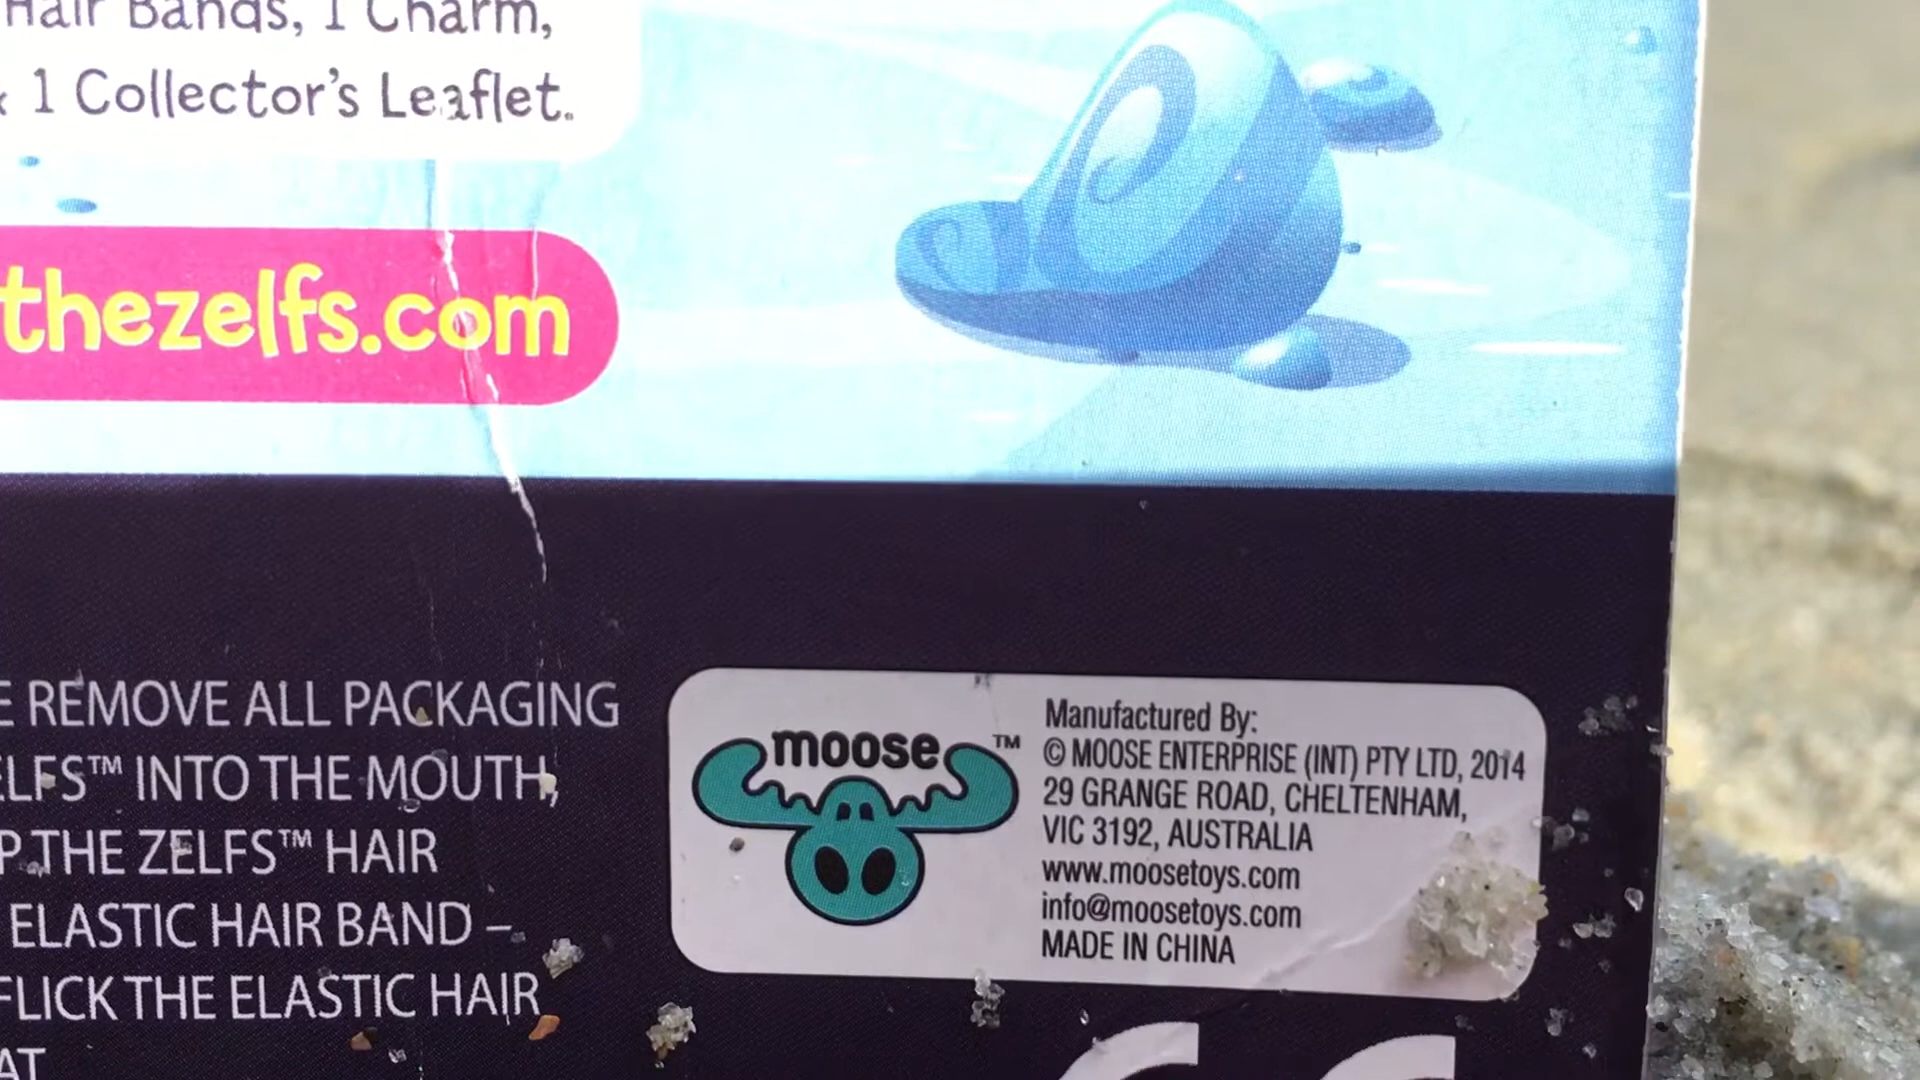 Hair Bands, 1 Charm,
& 1 Collector's Leaflet.
thezelfs.com
E REMOVE ALL PACKAGING
ELFS™ INTO THE MOUTH,
P THE ZELFS™ HAIR
ELASTIC HAIR BAND –
FLICK THE ELASTIC HAIR
AT
moose™
Manufactured By:
© MOOSE ENTERPRISE (INT) PTY LTD, 2014
29 GRANGE ROAD, CHELTENHAM,
VIC 3192, AUSTRALIA
www.moosetoys.com
info@moosetoys.com
MADE IN CHINA
CE